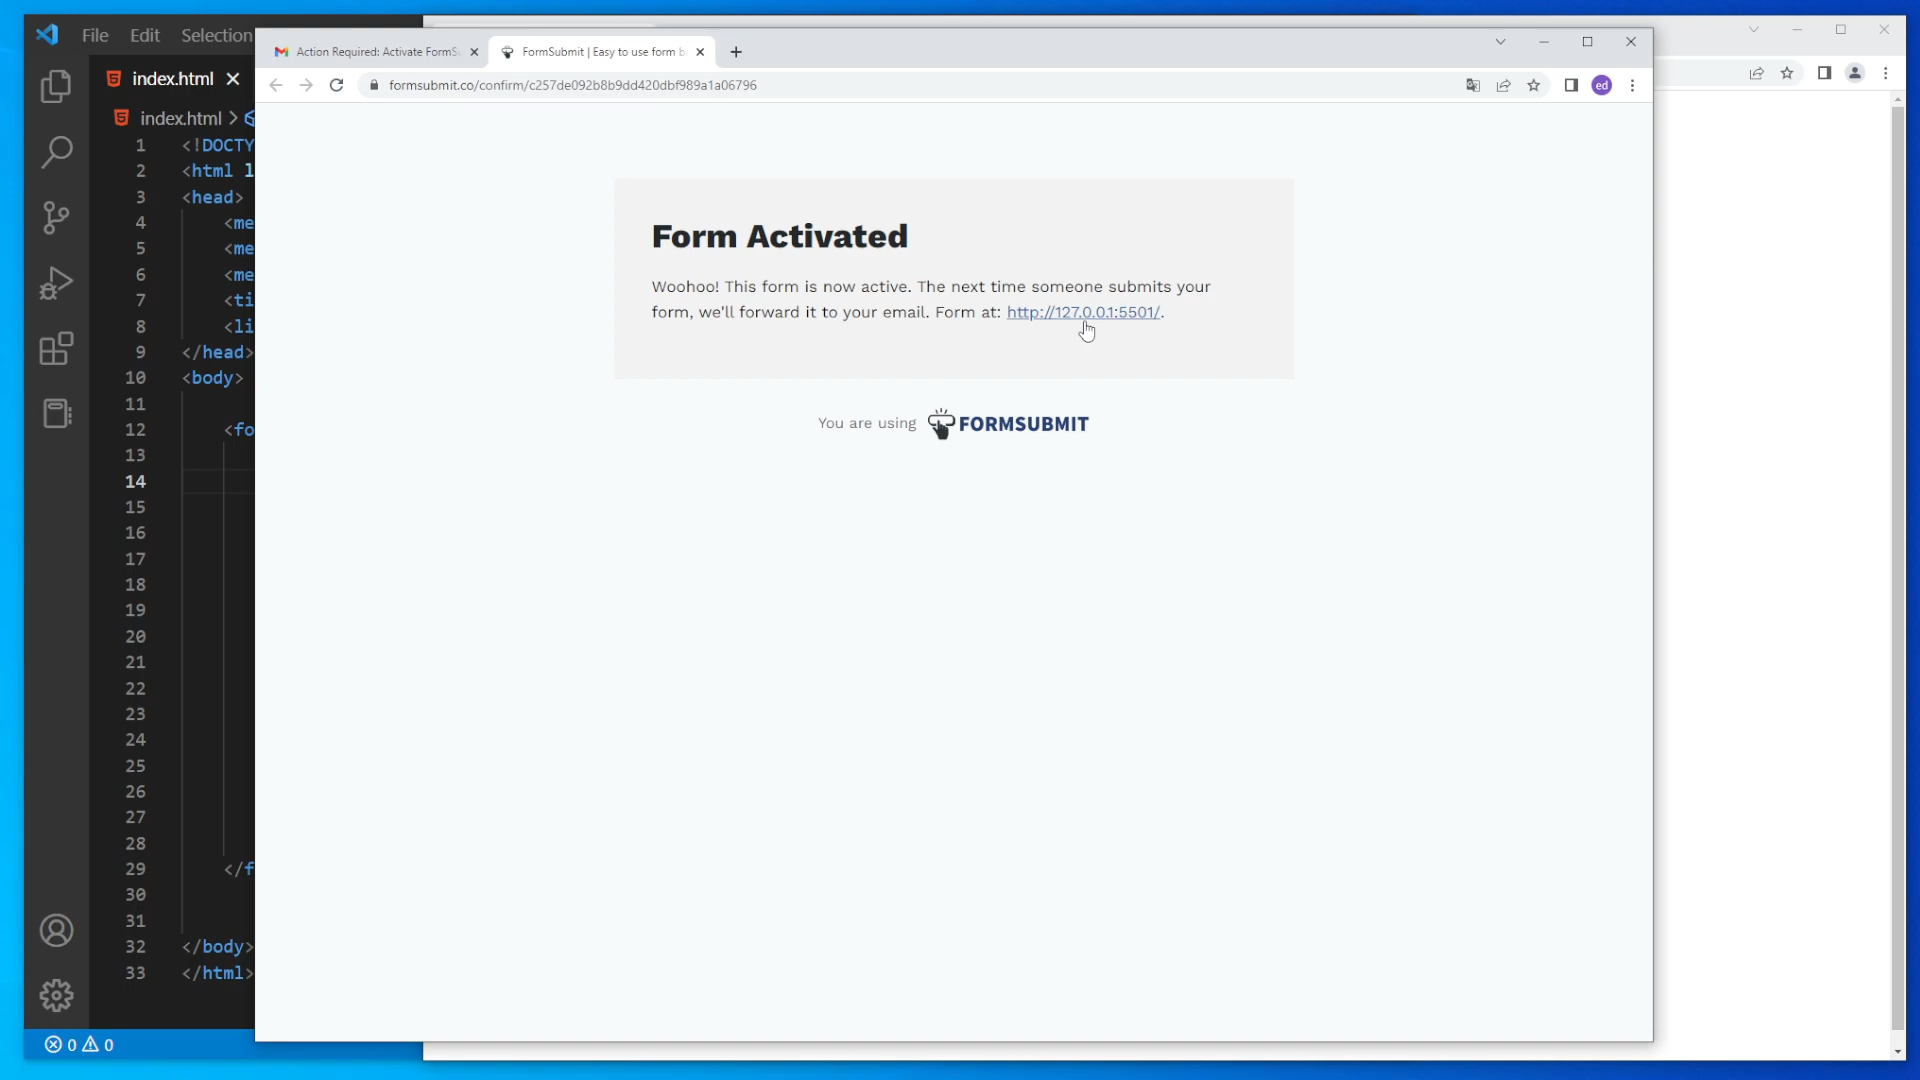 File Edit Selection
index.html
index.html >
1 <!DOCTY
2 <html l
3 <head>
4 <me
5 <me
6 <me
7 <ti
8 <li
9 </head>
10 <body>
11
12 <fo
13
14
15
16
17
18
19
20
21
22
23
24
25
26
27
28
29 </f
30
31
32 </body>
33 </html>
0 0
Action Required: Activate FormS
FormSubmit | Easy to use form b
formsubmit.co/confirm/c257de092b8b9dd420dbf989a1a06796
ed
Form Activated
Woohoo! This form is now active. The next time someone submits your
form, we'll forward it to your email. Form at: http://127.0.0.1:5501/.
You are using FORMSUBMIT